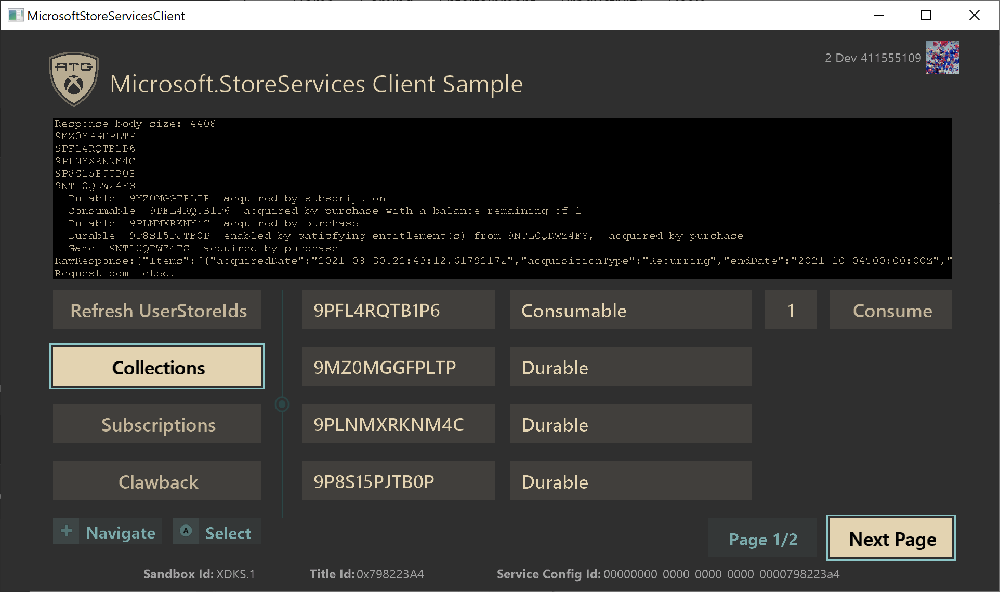 MicrosoftStoreServicesClient
2 Dev 411555109
ATG
Microsoft.StoreServices Client Sample
Response body size: 4408
9MZ0MGGFPLTP
9PFL4RQTB1P6
9PLNMXRKNM4C
9P8S15PJTB0P
9NTL0QDWZ4FS
Durable 9MZ0MGGFPLTP acquired by subscription
Consumable 9PFL4RQTB1P6 acquired by purchase with a balance remaining of 1
Durable 9PLNMXRKNM4C acquired by purchase
Durable 9P8S15PJTB0P enabled by satisfying entitlement(s) from 9NTL0QDWZ4FS, acquired by purchase
Game 9NTL0QDWZ4FS acquired by purchase
RawResponse:{"Items":[{"acquiredDate":"2021-08-30T22:43:12.6179217Z","acquisitionType":"Recurring","endDate":"2021-10-04T00:00:00Z","
Request completed.
Refresh UserStoreIds
9PFL4RQTB1P6 Consumable 1 Consume
Collections
9MZ0MGGFPLTP Durable
Subscriptions
9PLNMXRKNM4C Durable
Clawback
9P8S15PJTB0P Durable
Navigate
A Select
Page 1/2
Next Page
Sandbox Id: XDKS.1
Title Id: 0x798223A4
Service Config Id: 00000000-0000-0000-0000-0000798223a4